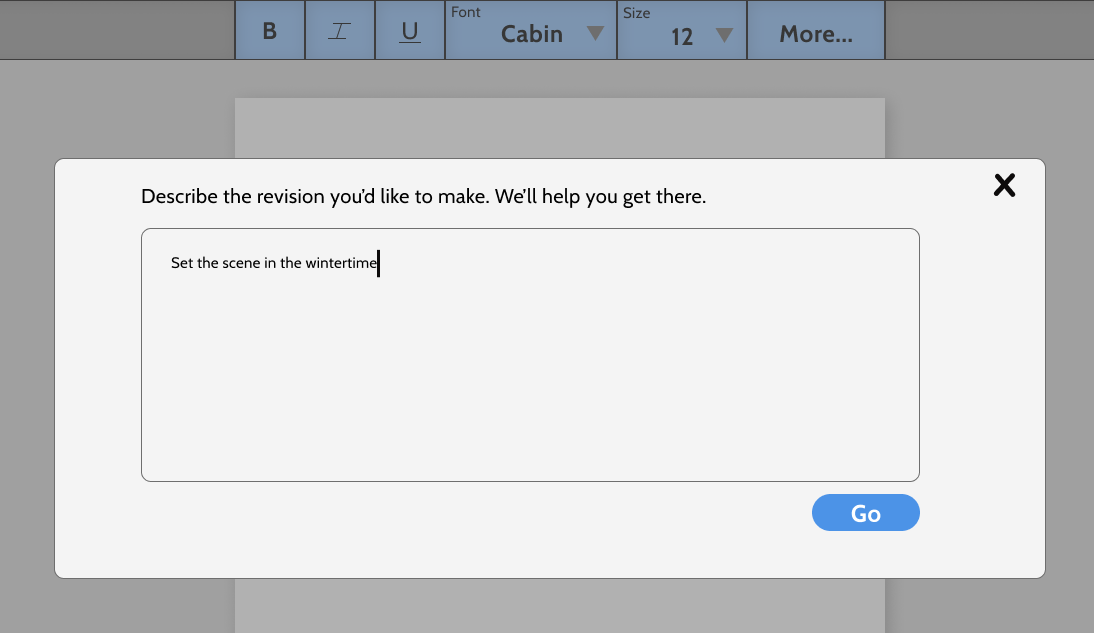 B
I
U
Font
Cabin
Size
12
More...
Describe the revision you'd like to make. We'll help you get there.
Set the scene in the wintertime
Go